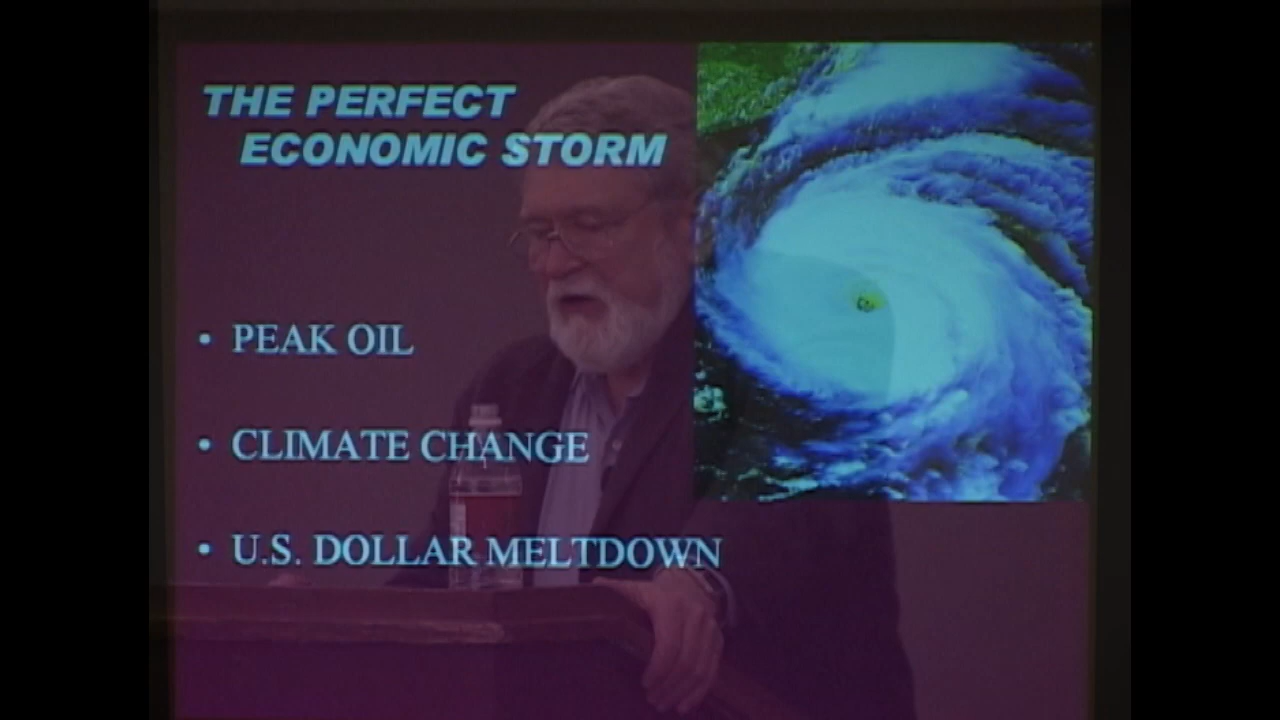 THE PERFECT
ECONOMIC STORM
• PEAK OIL
• CLIMATE CHANGE
• U.S. DOLLAR MELTDOWN